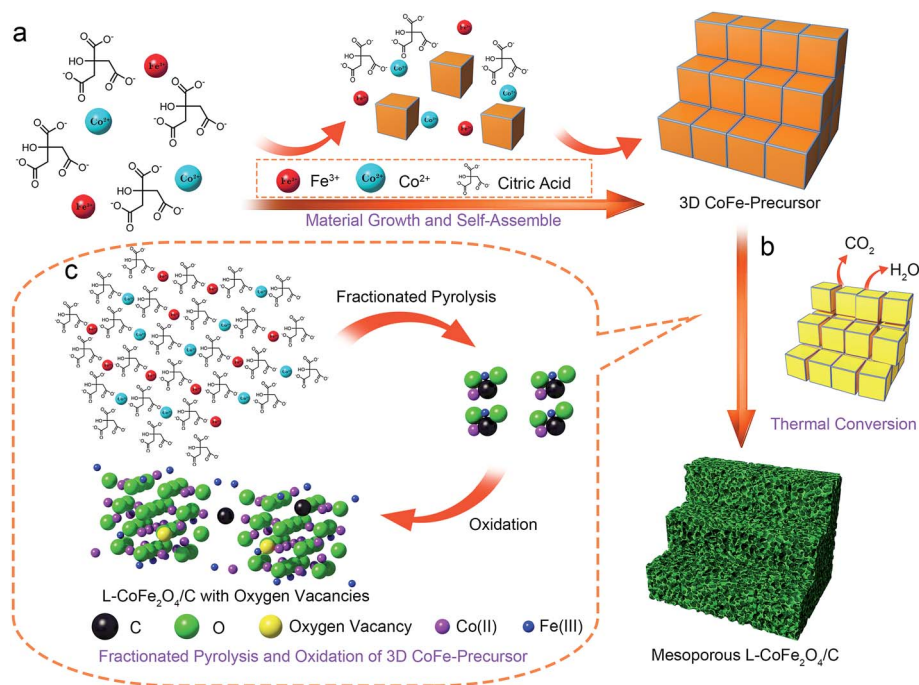 a
Fe³⁺
Co²⁺
Citric Acid
Material Growth and Self-Assemble
3D CoFe-Precursor
b
CO₂
H₂O
Thermal Conversion
c
Fractionated Pyrolysis
Oxidation
L-CoFe₂O₄/C with Oxygen Vacancies
C
O
Oxygen Vacancy
Co(II)
Fe(III)
Fractionated Pyrolysis and Oxidation of 3D CoFe-Precursor
Mesoporous L-CoFe₂O₄/C